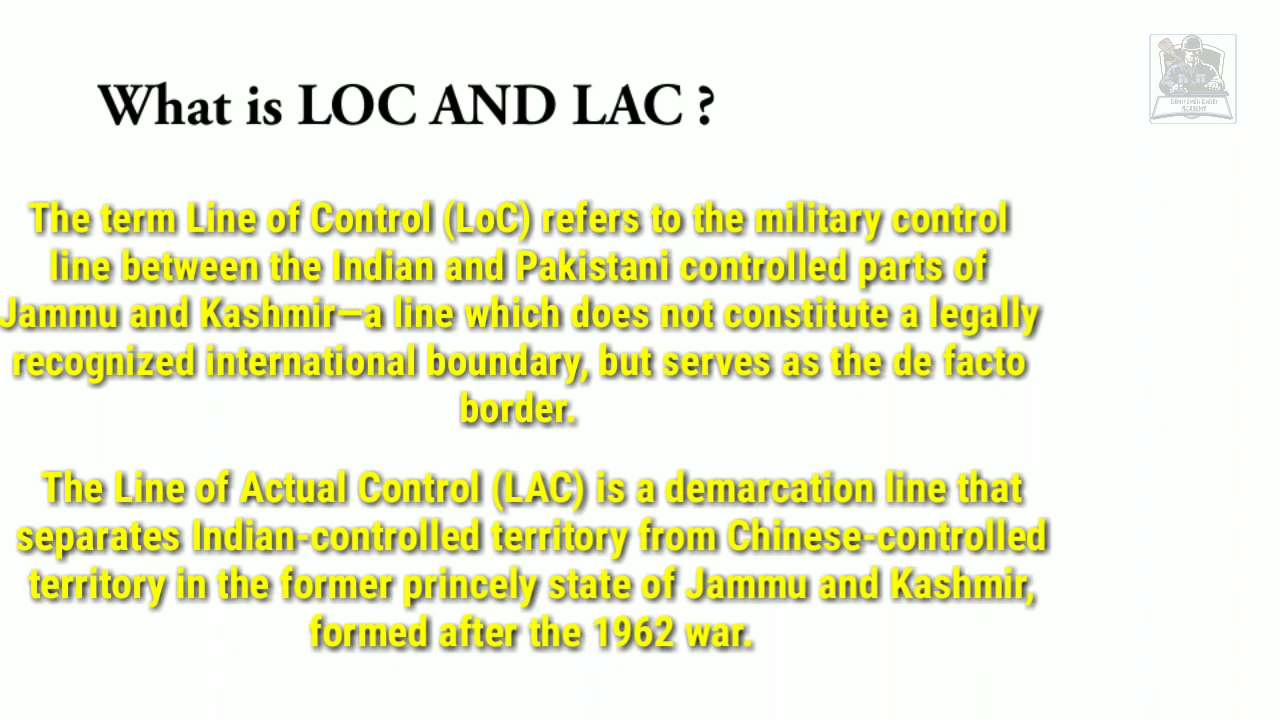 What is LOC AND LAC ?
The term Line of Control (LoC) refers to the military control
line between the Indian and Pakistani controlled parts of
Jammu and Kashmir—a line which does not constitute a legally
recognized international boundary, but serves as the de facto
border.
The Line of Actual Control (LAC) is a demarcation line that
separates Indian-controlled territory from Chinese-controlled
territory in the former princely state of Jammu and Kashmir,
formed after the 1962 war.
ACADEMY